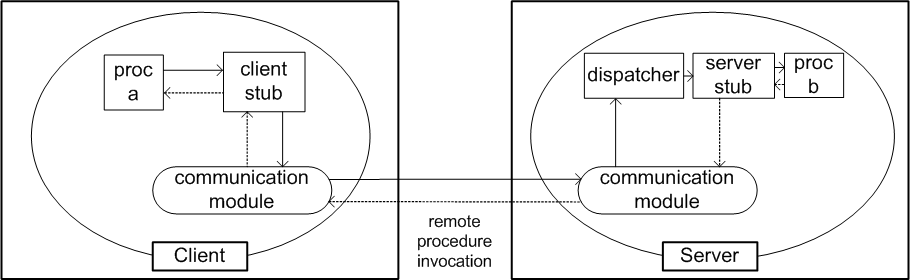 proc
a
client
stub
communication
module
Client
remote
procedure
invocation
dispatcher
server
stub
proc
b
communication
module
Server